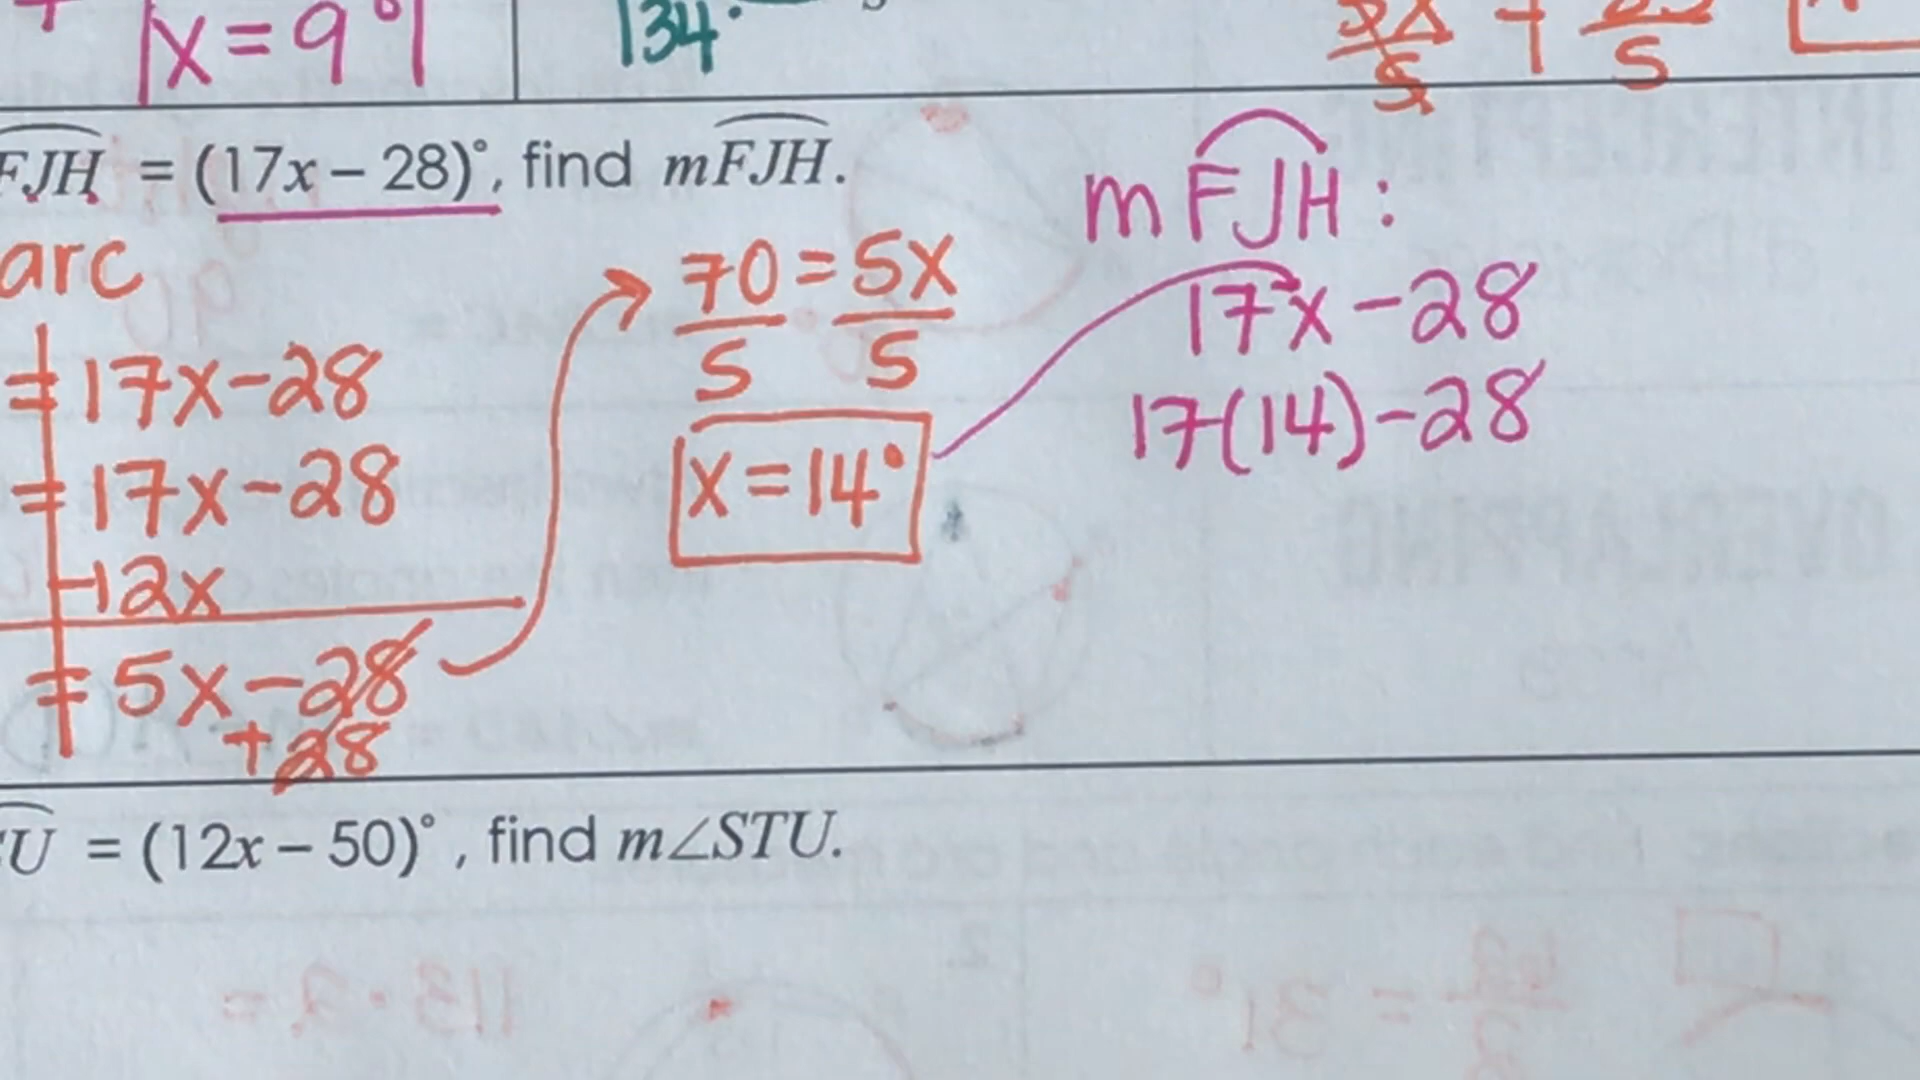 x = 9°
134°
5
FJH = (17x – 28)°, find mFJH.
arc
= 17x - 28
= 17x - 28
-12x
= 5x - 28
+28
70 = 5x
5 5
x = 14°
mFJH:
17x - 28
17(14) - 28
U = (12x – 50)°, find m∠STU.